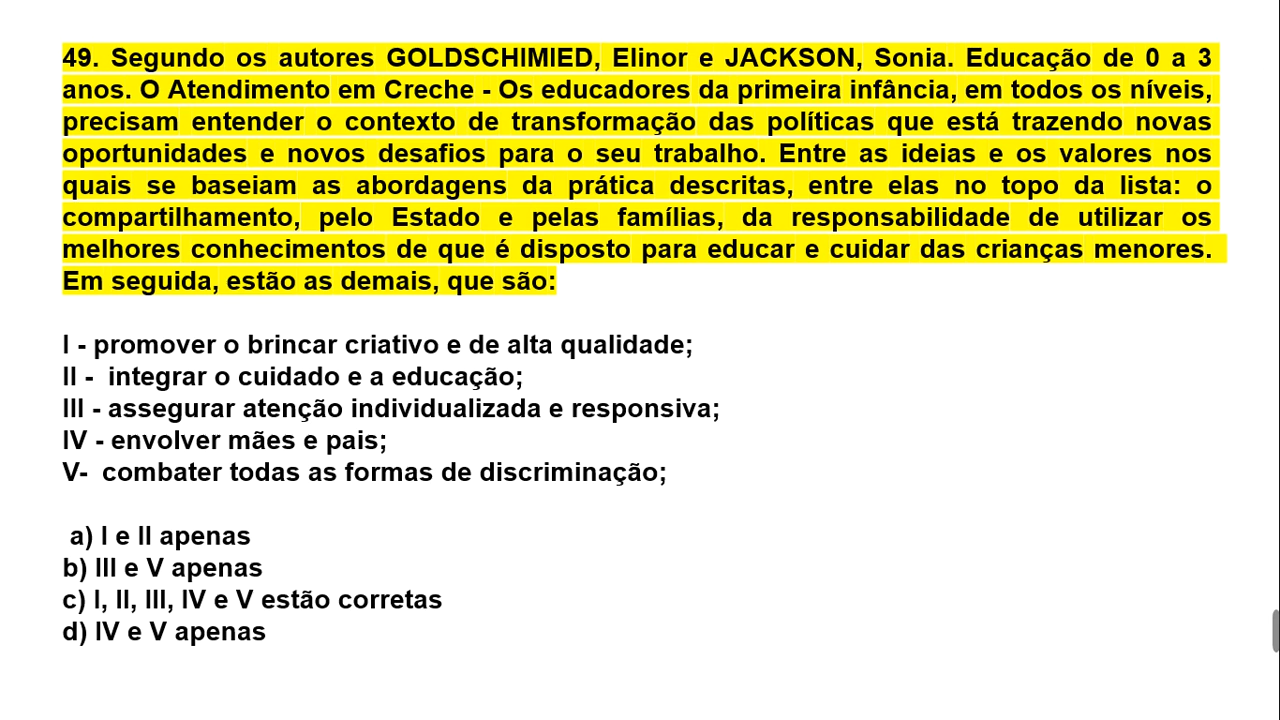 49. Segundo os autores GOLDSCHIMIED, Elinor e JACKSON, Sonia. Educação de 0 a 3
anos. O Atendimento em Creche - Os educadores da primeira infância, em todos os níveis,
precisam entender o contexto de transformação das políticas que está trazendo novas
oportunidades e novos desafios para o seu trabalho. Entre as ideias e os valores nos
quais se baseiam as abordagens da prática descritas, entre elas no topo da lista: o
compartilhamento, pelo Estado e pelas famílias, da responsabilidade de utilizar os
melhores conhecimentos de que é disposto para educar e cuidar das crianças menores.
Em seguida, estão as demais, que são:
I - promover o brincar criativo e de alta qualidade;
II - integrar o cuidado e a educação;
III - assegurar atenção individualizada e responsiva;
IV - envolver mães e pais;
V- combater todas as formas de discriminação;
a) I e II apenas
b) III e V apenas
c) I, II, III, IV e V estão corretas
d) IV e V apenas